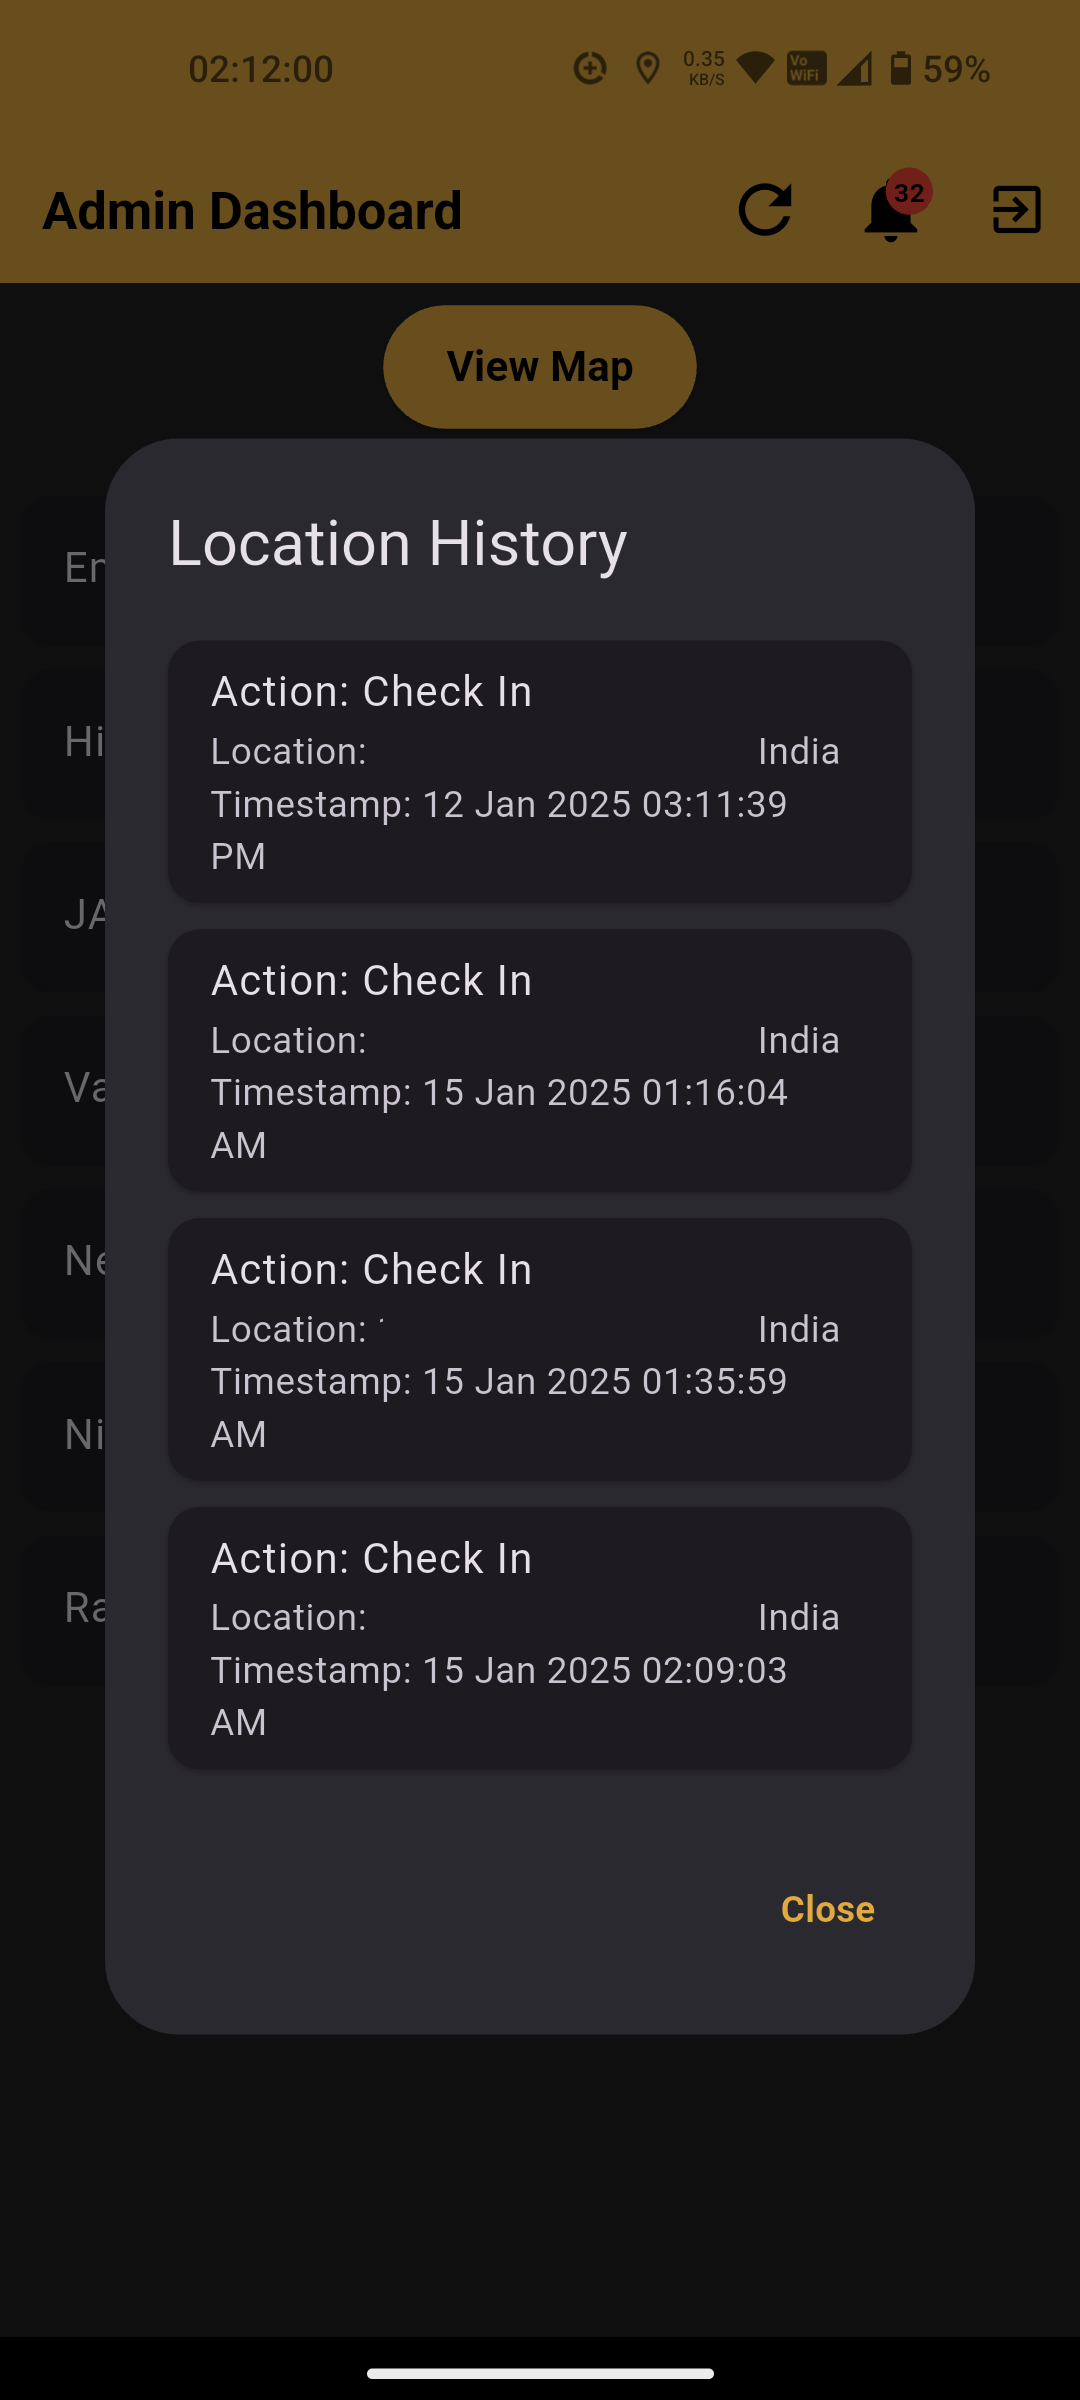 02:12:00 0.35 KB/S Vo WiFi 59%
Admin Dashboard 32
View Map
Location History
En
Action: Check In
Location: India
Hi
Timestamp: 12 Jan 2025 03:11:39
PM
JA
Action: Check In
Location: India
Va
Timestamp: 15 Jan 2025 01:16:04
AM
Ne
Action: Check In
Location: India
Timestamp: 15 Jan 2025 01:35:59
Ni
AM
Action: Check In
Ra
Location: India
Timestamp: 15 Jan 2025 02:09:03
AM
Close